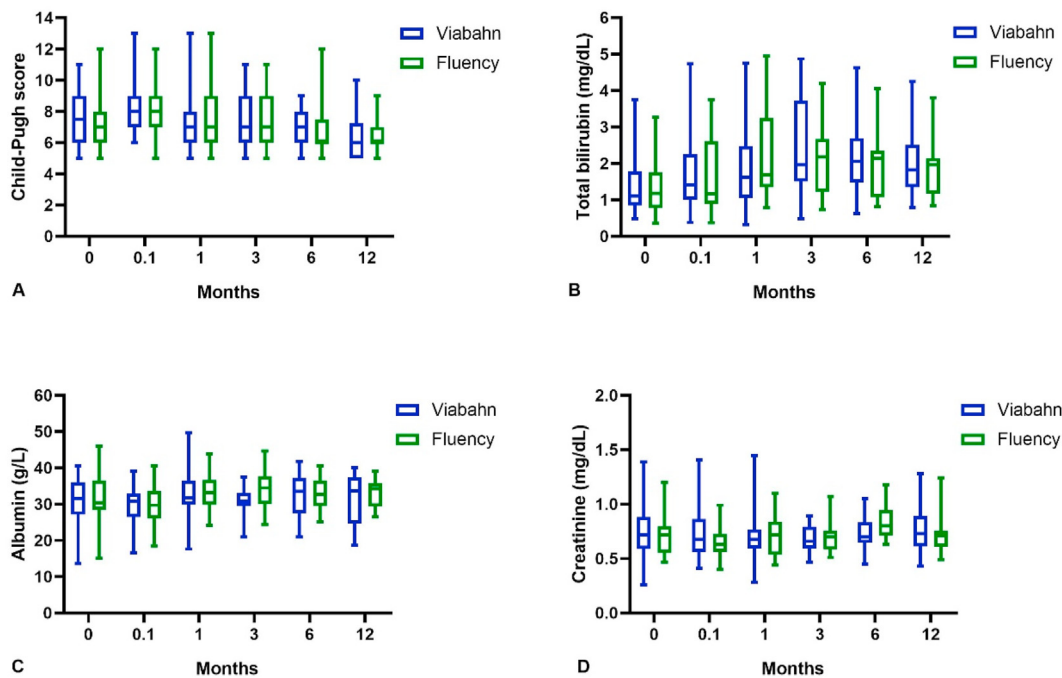 Child-Pugh score
14
12
10
8
6
4
2
0
0 0.1 1 3 6 12
Months
Viabahn
Fluency
A
Total bilirubin (mg/dL)
6
5
4
3
2
1
0
0 0.1 1 3 6 12
Months
Viabahn
Fluency
B
Albumin (g/L)
60
50
40
30
20
10
0
0 0.1 1 3 6 12
Months
Viabahn
Fluency
C
Creatinine (mg/dL)
2.0
1.5
1.0
0.5
0.0
0 0.1 1 3 6 12
Months
Viabahn
Fluency
D